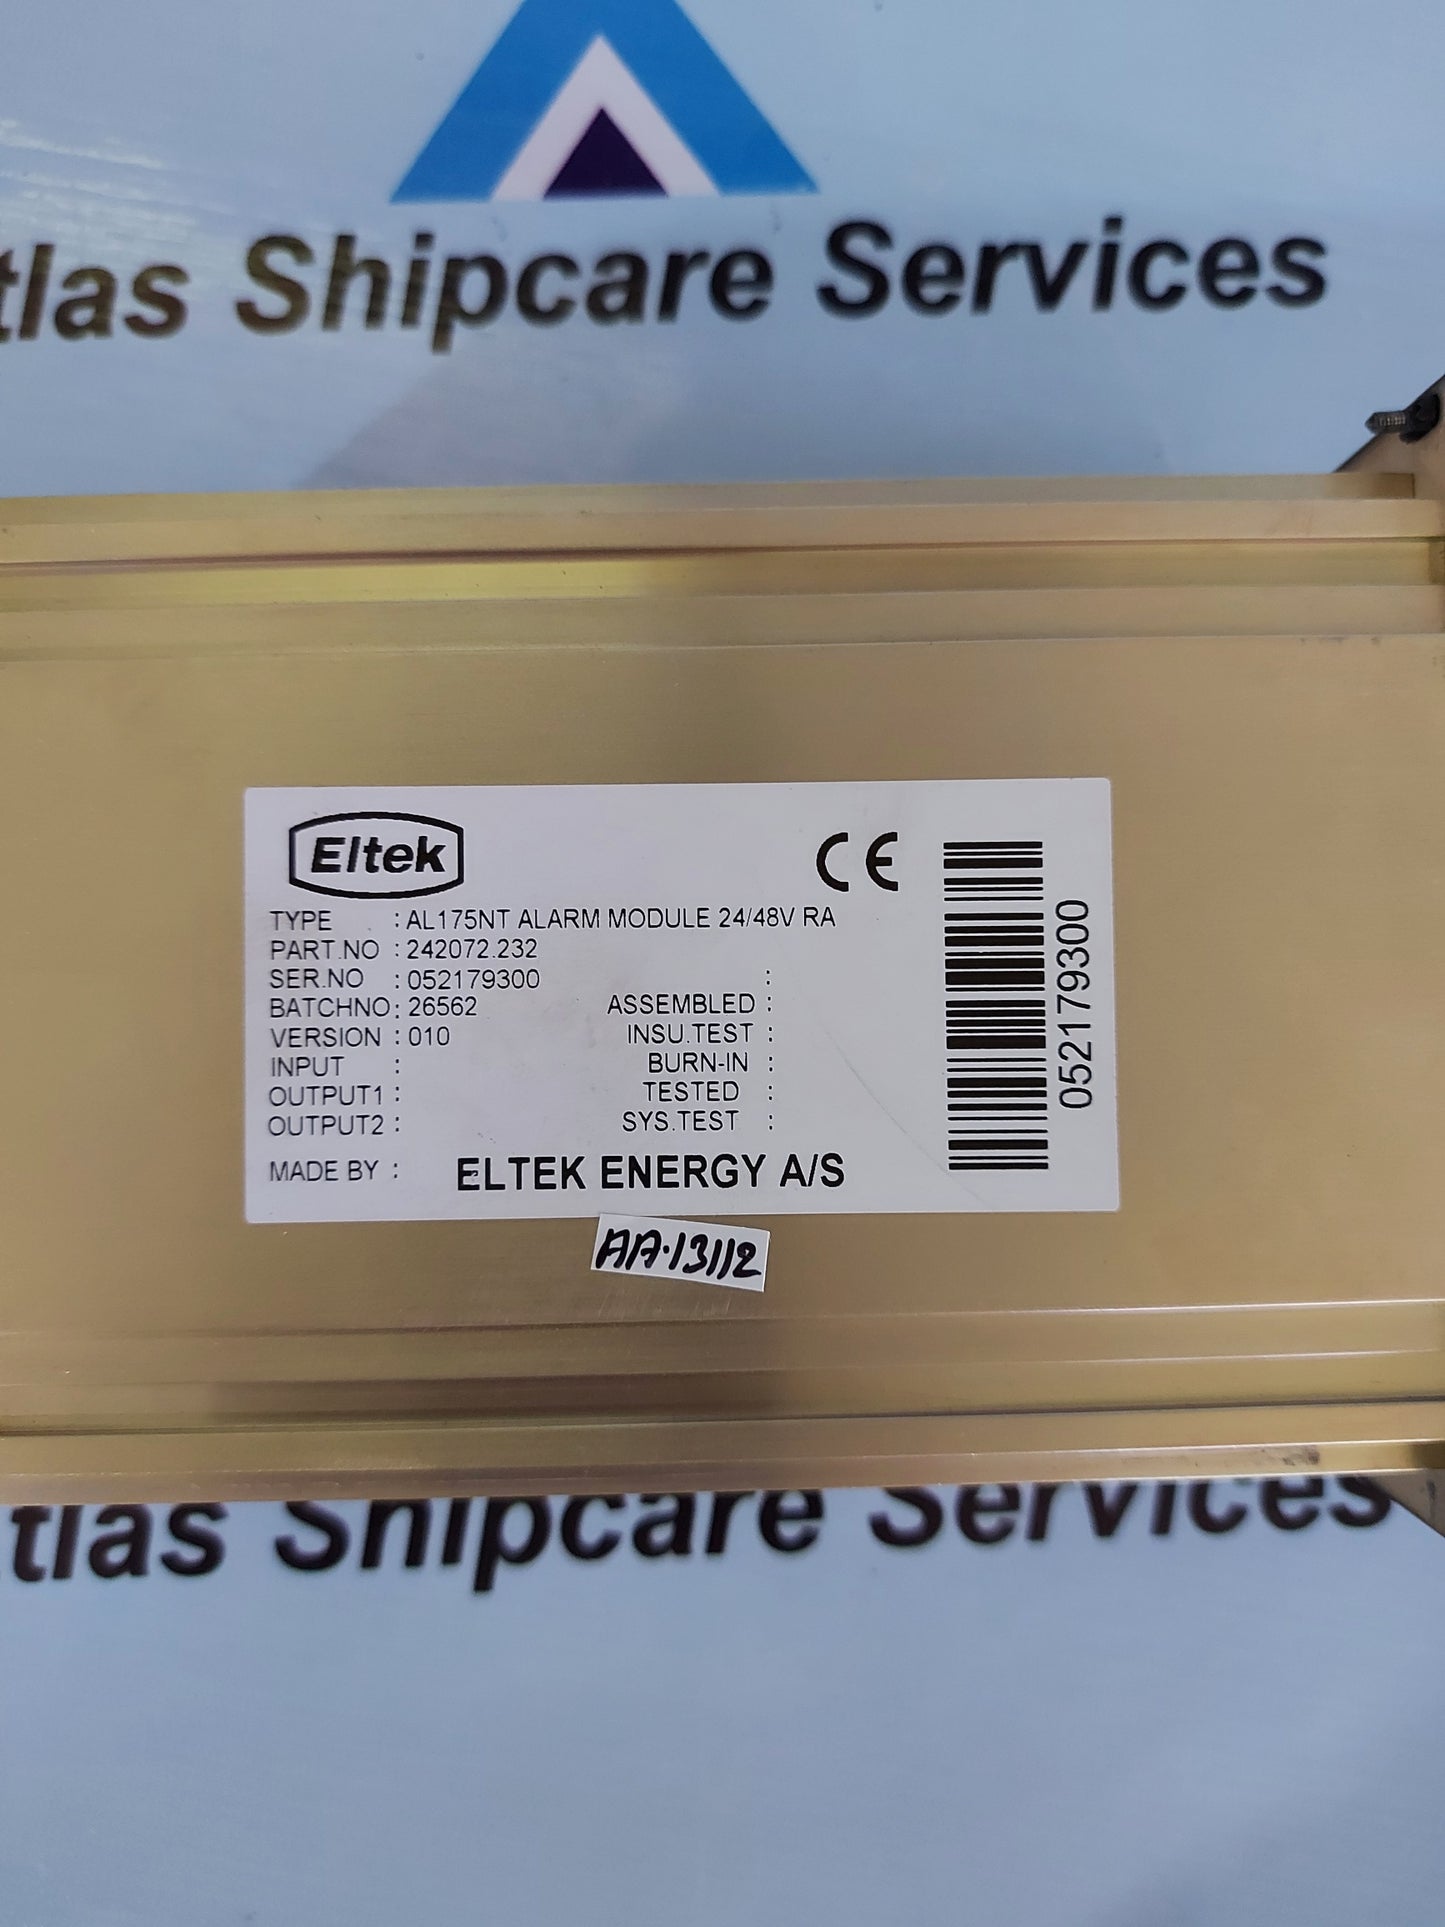 tlas Shipcare Services
Eltek
CE
TYPE : AL175NT ALARM MODULE 24/48V RA
PART.NO : 242072.232
SER.NO : 052179300 :
BATCHNO: 26562 ASSEMBLED :
VERSION : 010 INSU.TEST :
INPUT : BURN-IN :
OUTPUT1 : TESTED :
OUTPUT2 : SYS.TEST :
MADE BY : ELTEK ENERGY A/S
052179300
AA-13112
tlas Shipcare Services